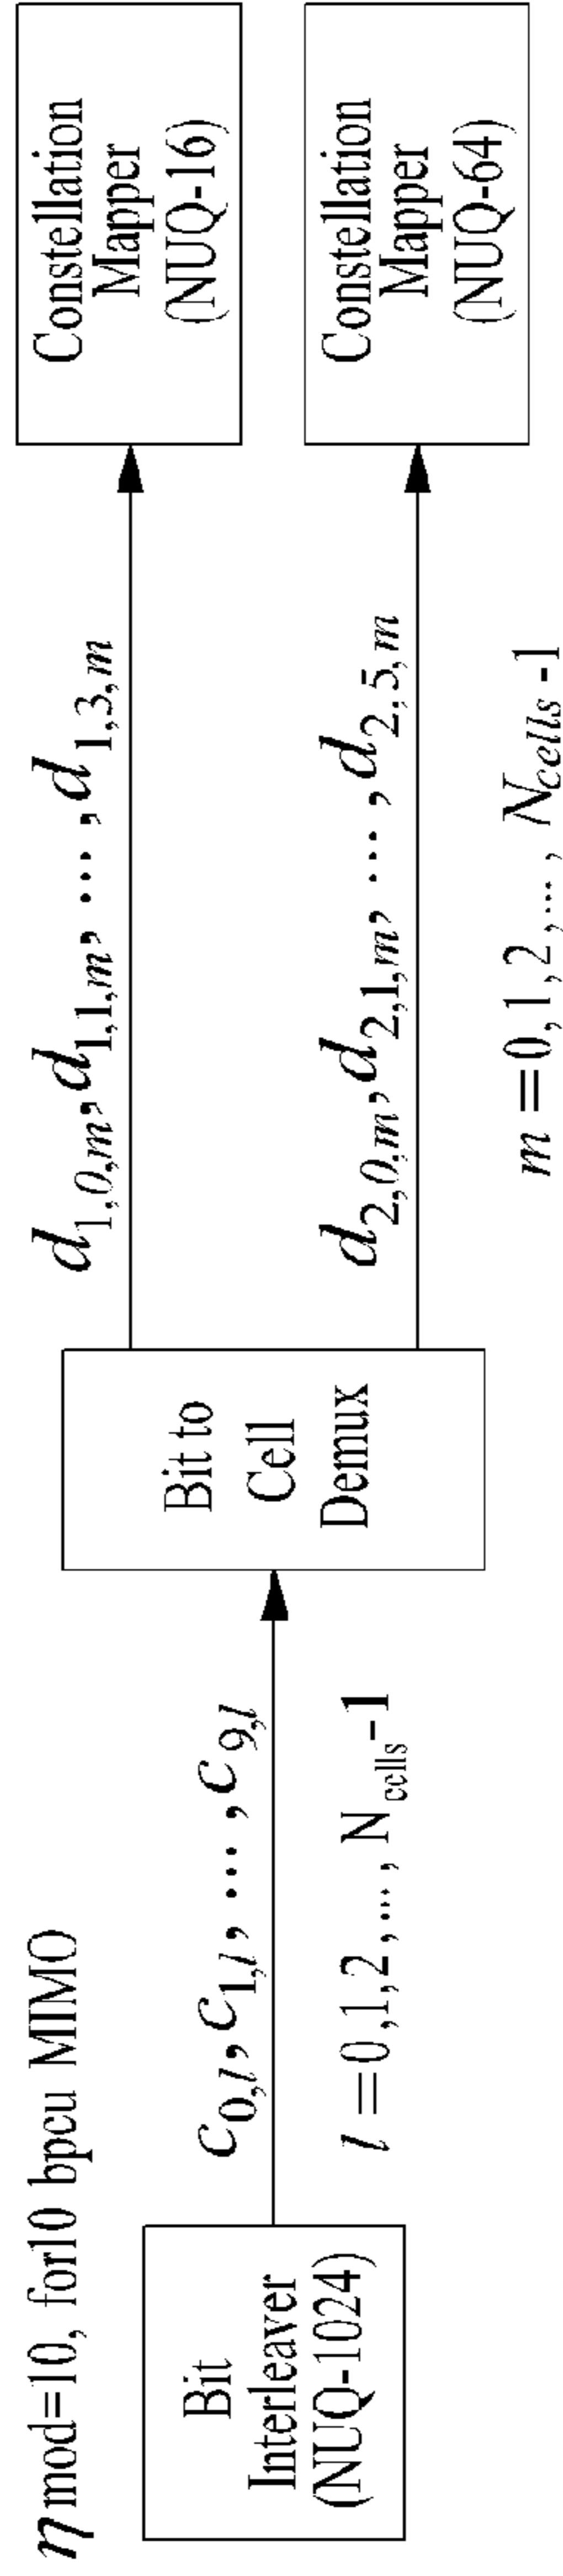 η mod=10, for10 bpcu MIMO
Bit
Interleaver
(NUQ-1024)
c0,l, c1,l, ... , c9,l
l =0,1,2 ,... , Ncells-1
Bit to
Cell
Demux
d1,0,m, d1,1,m, ... , d1,3,m
Constellation
Mapper
(NUQ-16)
d2,0,m, d2,1,m, ... , d2,5,m
Constellation
Mapper
(NUQ-64)
m =0,1,2 ,... , Ncells-1